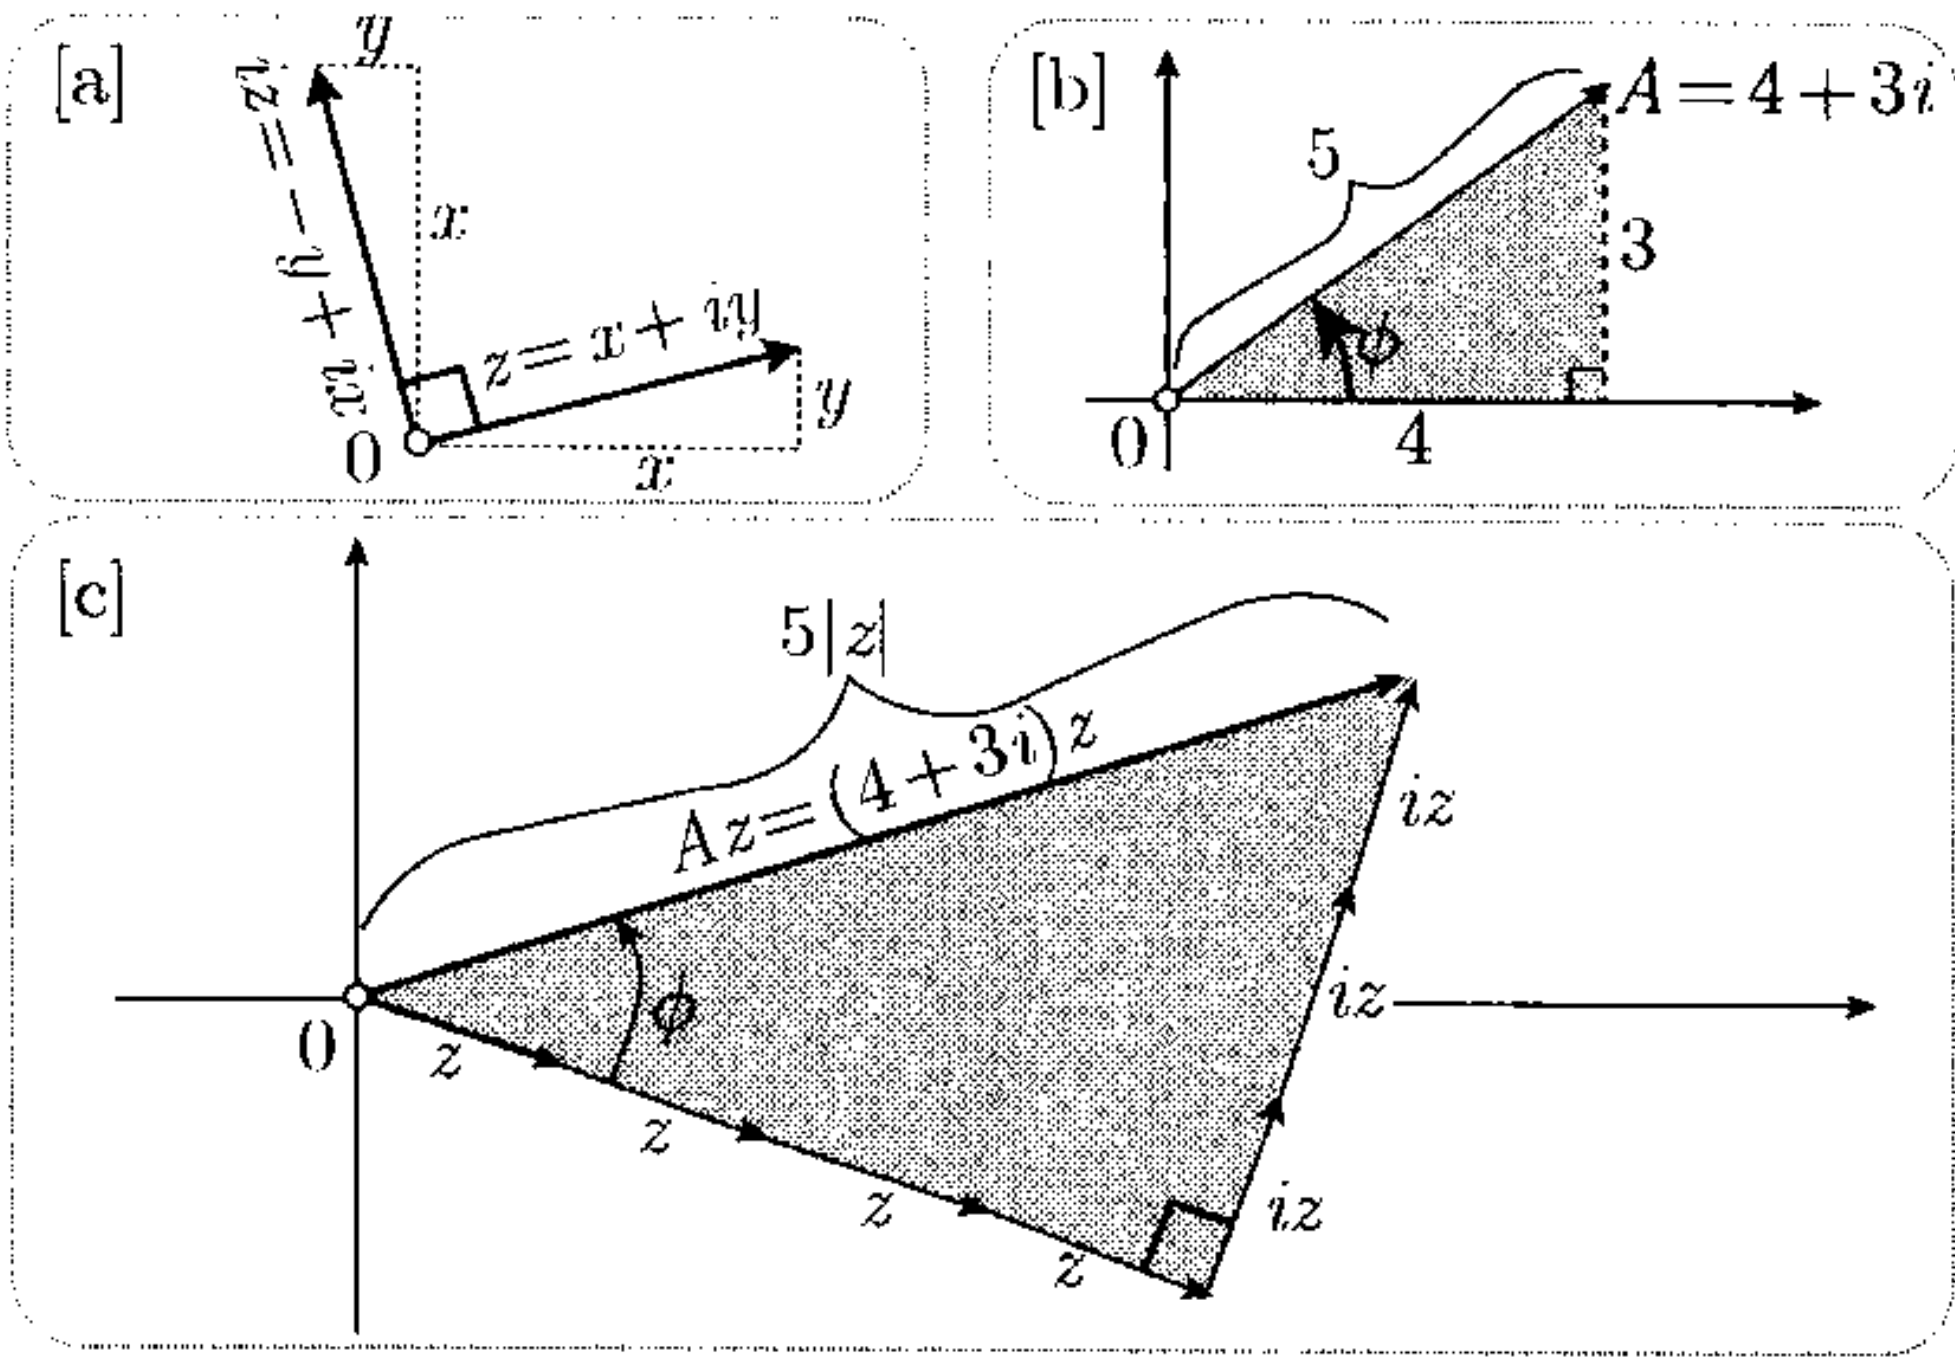 [a]
y
iz = −y + ix
x
z = x + iy
y
0
x
[b]
A = 4 + 3i
5
3
ϕ
0
4
[c]
5|z|
Az = (4 + 3i)z
iz
ϕ
iz
0
z
z
z
iz
z